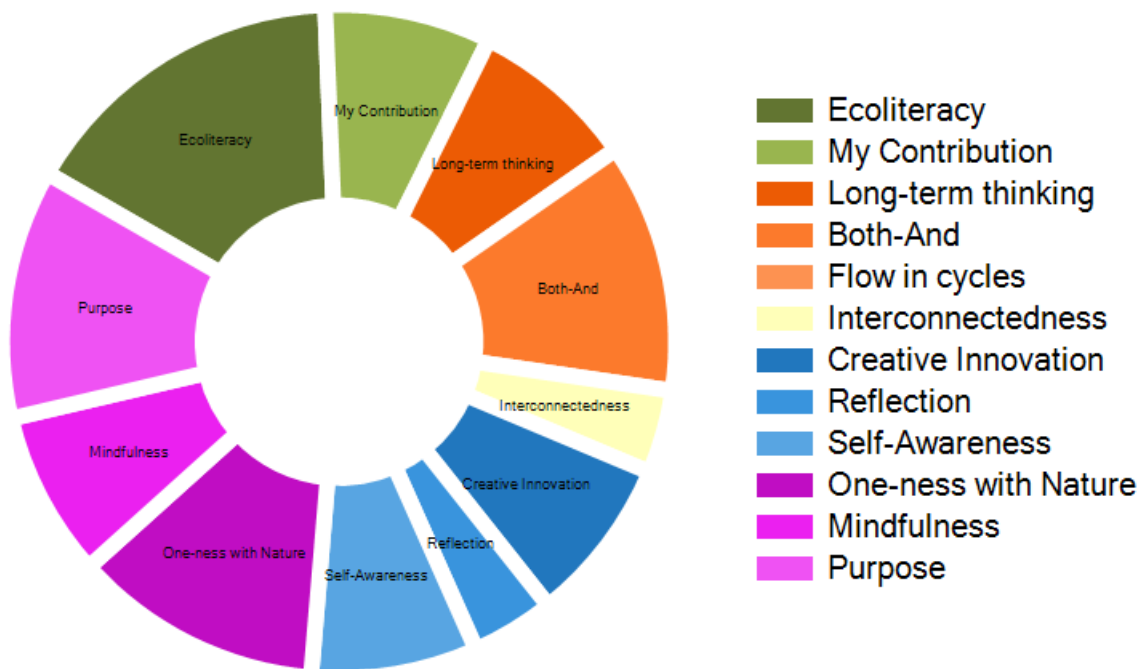 My Contribution
Ecoliteracy
Long-term thinking
Both-And
Purpose
Interconnectedness
Mindfulness
Creative Innovation
Reflection
One-ness with Nature
Self-Awareness
Ecoliteracy
My Contribution
Long-term thinking
Both-And
Flow in cycles
Interconnectedness
Creative Innovation
Reflection
Self-Awareness
One-ness with Nature
Mindfulness
Purpose